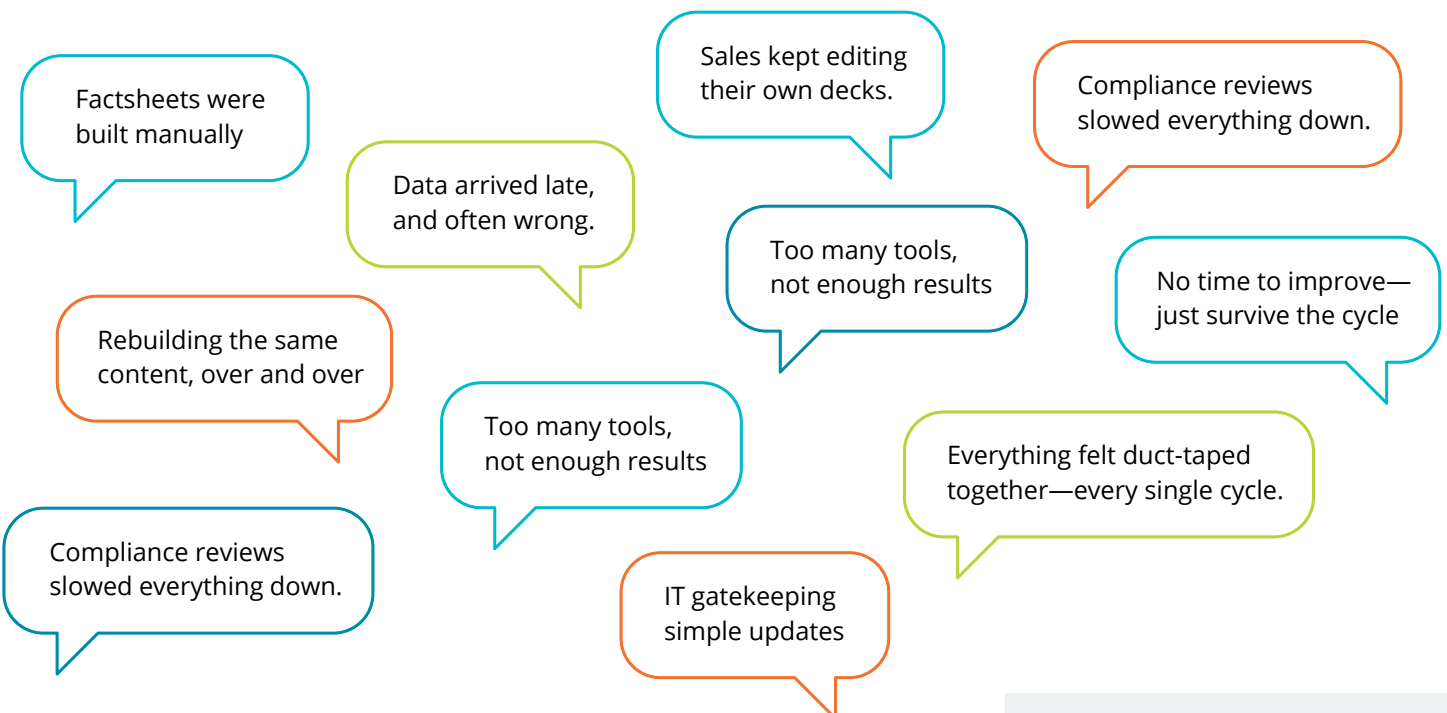 Factsheets were
built manually
Sales kept editing
their own decks.
Compliance reviews
slowed everything down.
Data arrived late,
and often wrong.
Too many tools,
not enough results
No time to improve—
just survive the cycle
Rebuilding the same
content, over and over
Too many tools,
not enough results
Everything felt duct-taped
together—every single cycle.
Compliance reviews
slowed everything down.
IT gatekeeping
simple updates